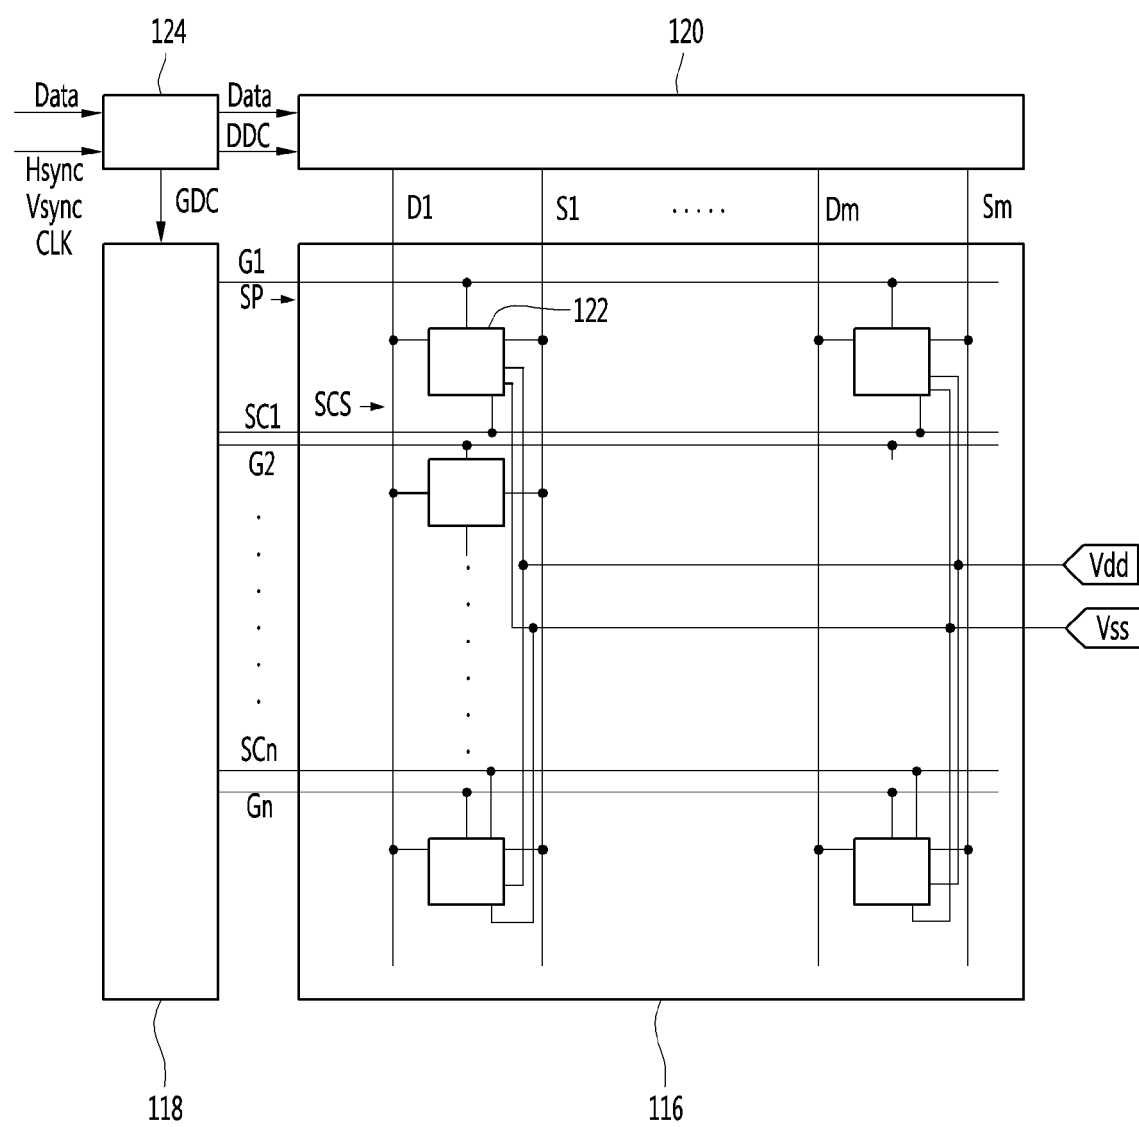 124
120
Data
Data
DDC
Hsync
Vsync
CLK
GDC
D1
S1
.....
Dm
Sm
G1
SP
122
SCS
SC1
G2
Vdd
Vss
SCn
Gn
118
116